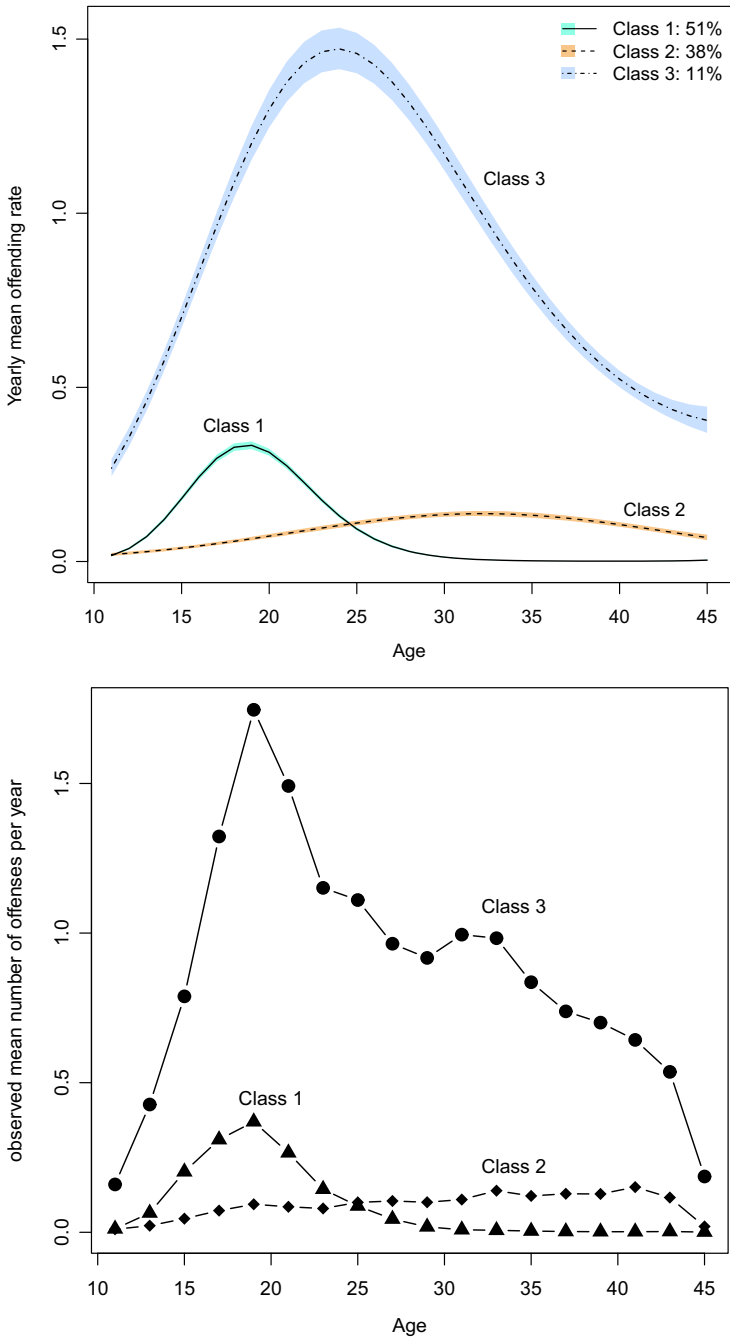 Class 1: 51%
Class 2: 38%
Class 3: 11%
Class 3
Class 1
Class 2
Yearly mean offending rate
0.0
0.5
1.0
1.5
10
15
20
25
30
35
40
45
Age
Class 3
Class 1
Class 2
observed mean number of offenses per year
0.0
0.5
1.0
1.5
10
15
20
25
30
35
40
45
Age